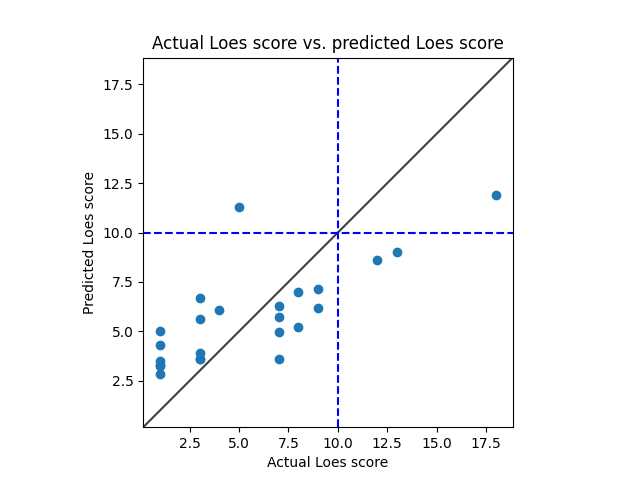 Actual Loes score vs. predicted Loes score
17.5
15.0
12.5
10.0
7.5
5.0
2.5
Predicted Loes score
2.5 5.0 7.5 10.0 12.5 15.0 17.5
Actual Loes score